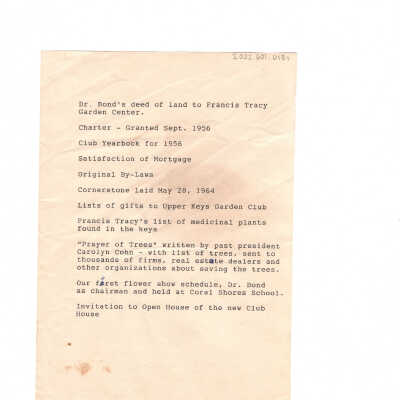 2022.001.0181
Dr. Bond's deed of land to Francis Tracy
Garden Center.
Charter - Granted Sept. 1956
Club Yearbook for 1956
Satisfaction of Mortgage
Original By-Laws
Cornerstone Laid May 28, 1964
Lists of gifts to Upper Keys Garden Club
Francis Tracy's list of medicinal plants
found in the keys
"Prayer of Trees" written by past president
Carolyn Cohn - with list of trees, sent to
thousands of firms, real estate dealers and
other organizations about saving the trees.
Our first flower show schedule, Dr. Bond
as chairman and held at Coral Shores School.
Invitation to Open House of the new Club
House